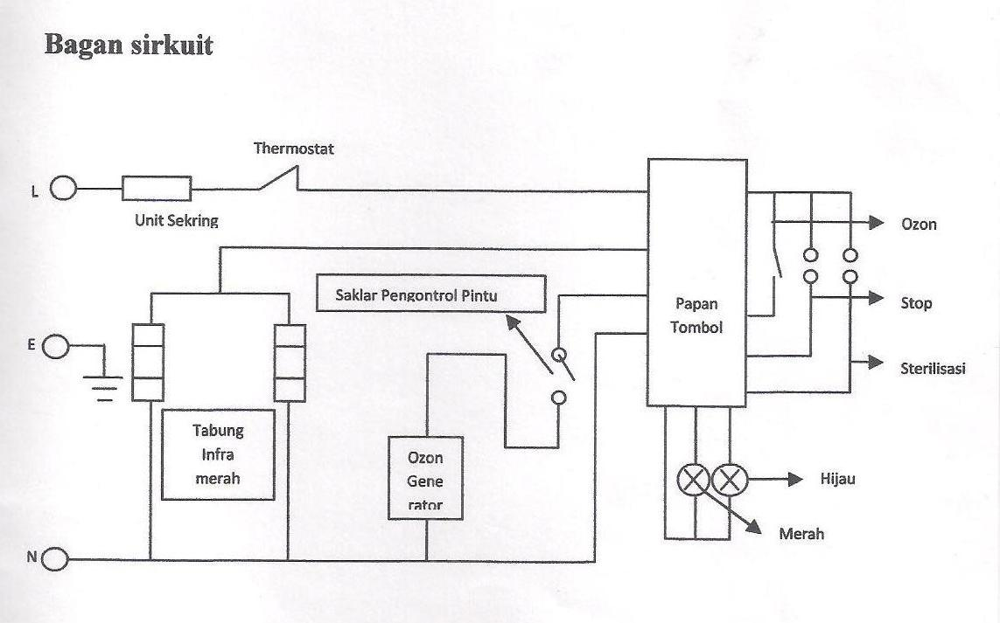 Bagan sirkuit
Thermostat
L
Unit Sekring
Ozon
Saklar Pengontrol Pintu
Papan
Tombol
Stop
E
Sterilisasi
Tabung
Infra
merah
Ozon
Gene
rator
Hijau
Merah
N